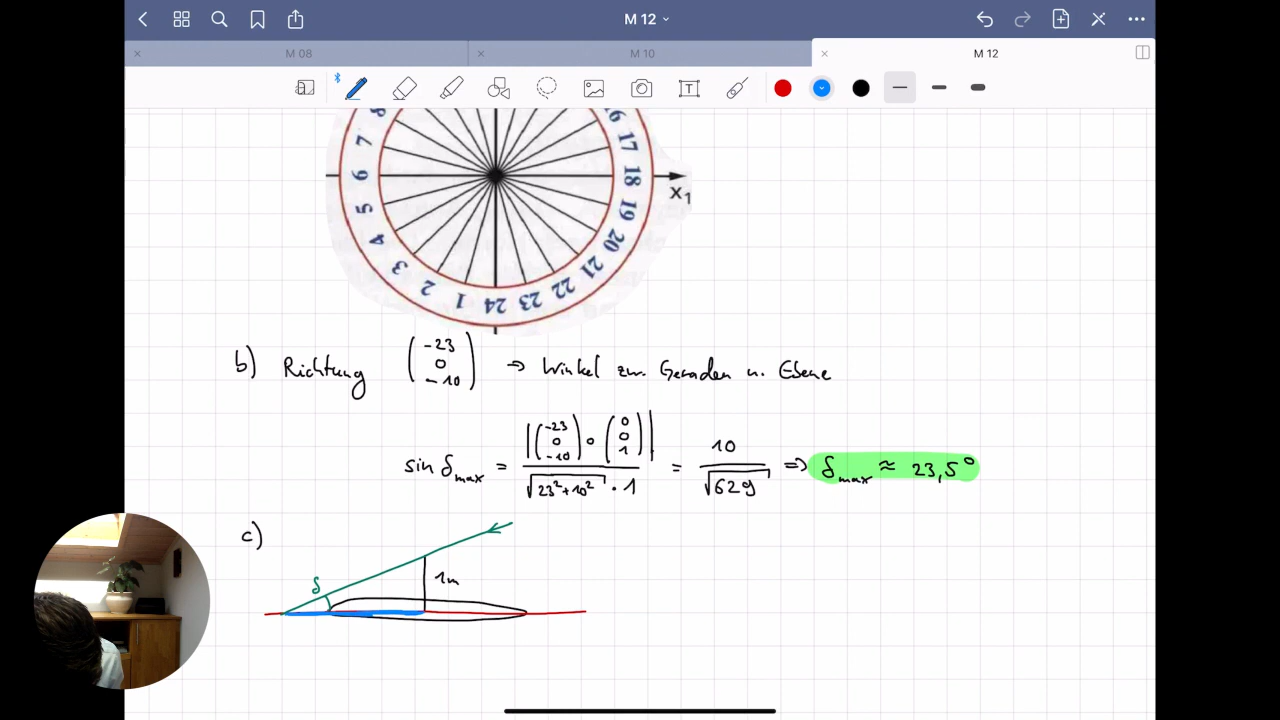 M 12
M 08
M 10
M 12
T
8
16
7
17
6
18
x₁
5
19
4
20
3
21
2
1
24
23
22
b) Richtung (-23 0 -10) ⇒ Winkel zw. Geraden u. Ebene
sin δmax = |(-23 0 -10) ∘ (0 0 1)| / √23²+10² · 1 = 10 / √629 ⇒ δmax ≈ 23,5°
c)
δ
1m